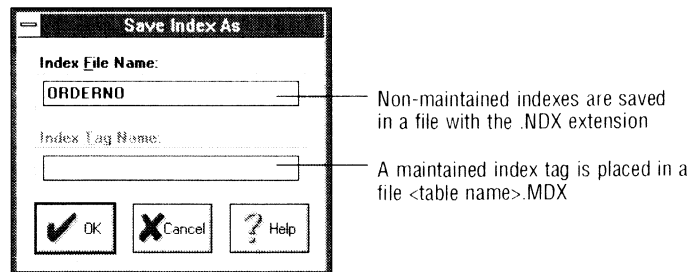 Save Index As
Index File Name:
ORDERNO
Non-maintained indexes are saved
in a file with the .NDX extension
Index Tag Name:
A maintained index tag is placed in a
file <table name>.MDX
OK
Cancel
? Help